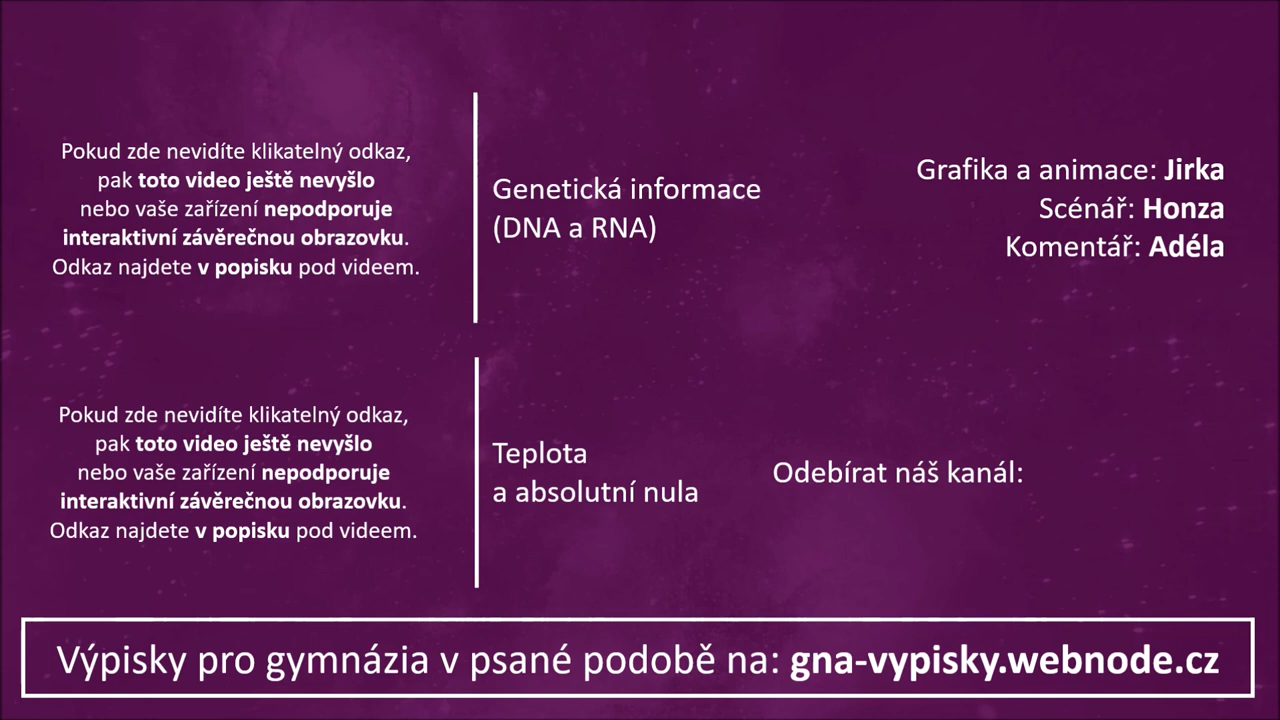 Pokud zde nevidíte klikatelný odkaz,
pak toto video ještě nevyšlo
nebo vaše zařízení nepodporuje
interaktivní závěrečnou obrazovku.
Odkaz najdete v popisku pod videem.
Genetická informace
(DNA a RNA)
Grafika a animace: Jirka
Scénář: Honza
Komentář: Adéla
Pokud zde nevidíte klikatelný odkaz,
pak toto video ještě nevyšlo
nebo vaše zařízení nepodporuje
interaktivní závěrečnou obrazovku.
Odkaz najdete v popisku pod videem.
Teplota
a absolutní nula
Odebírat náš kanál:
Výpisky pro gymnázia v psané podobě na: gna-vypisky.webnode.cz